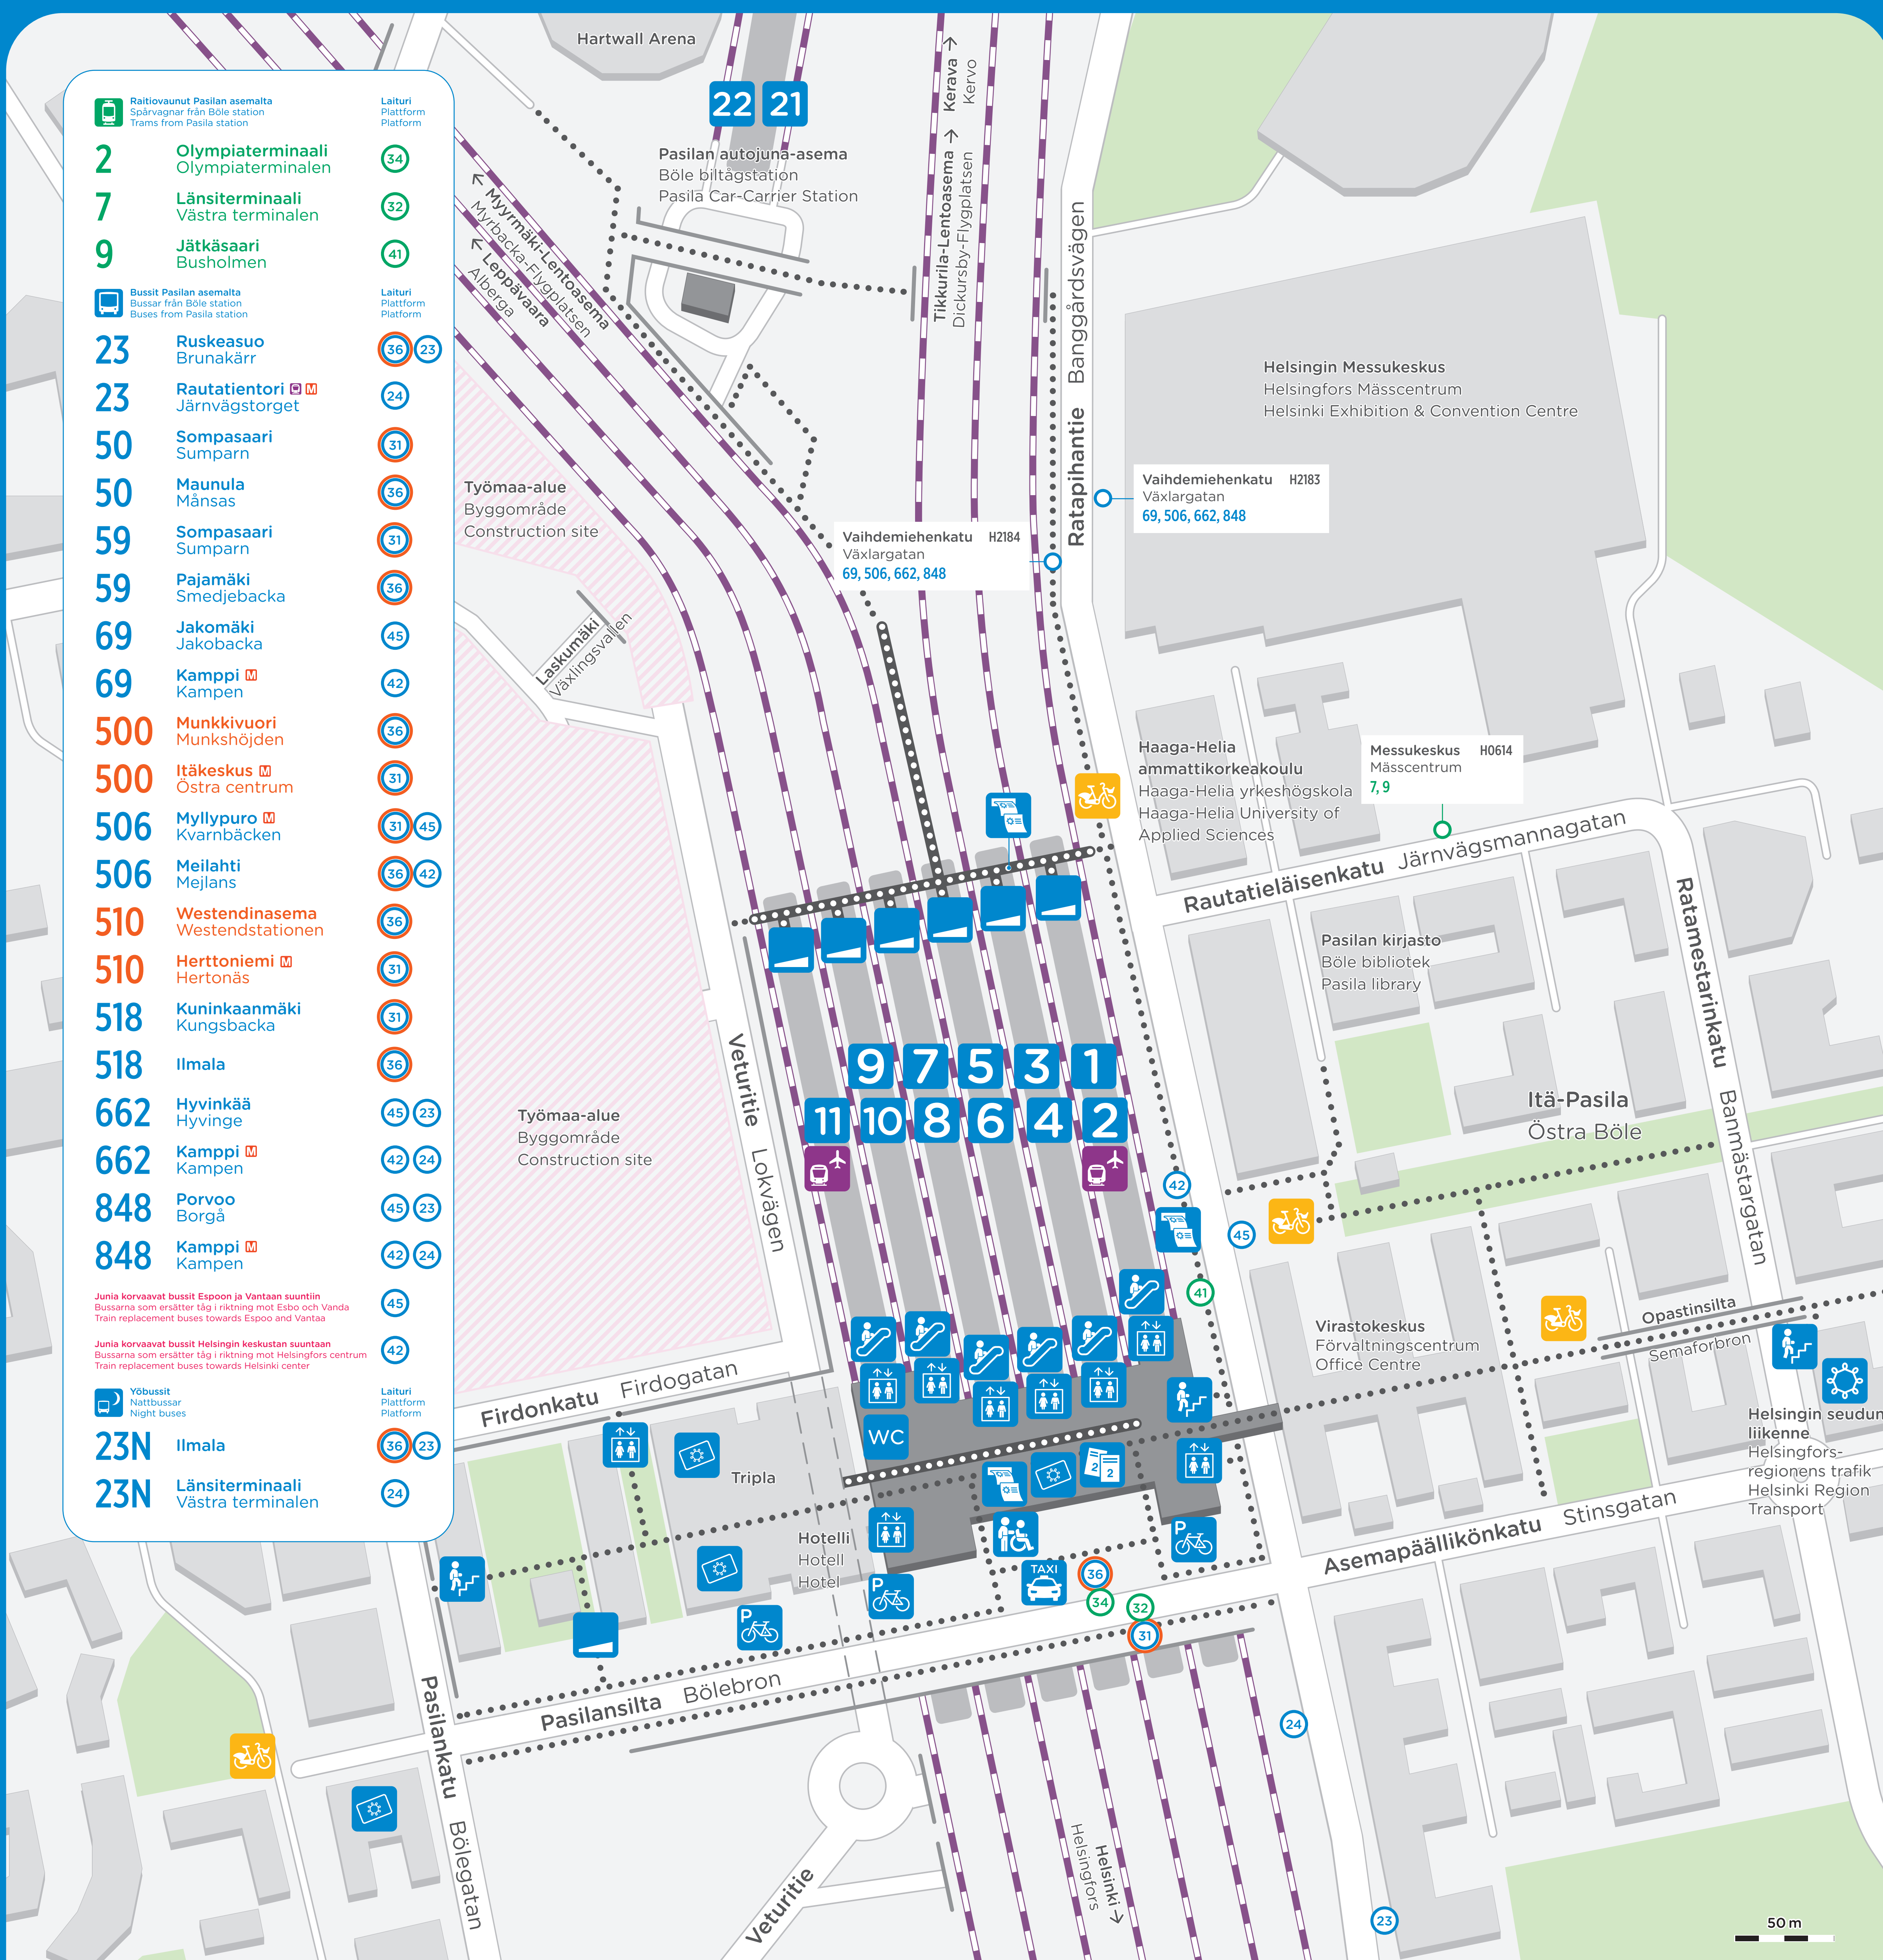 Raitiovaunut Pasilan asemalta
Spårvagnar från Böle station
Trams from Pasila station
Laituri
Plattform
Platform
2 Olympiaterminaali 34
Olympiaterminalen
7 Länsiterminaali 32
Västra terminalen
9 Jätkäsaari 41
Busholmen
Bussit Pasilan asemalta
Bussar från Böle station
Buses from Pasila station
Laituri
Plattform
Platform
23 Ruskeasuo 36 23
Brunakärr
23 Rautatientori M 24
Järnvägstorget
50 Sompasaari 31
Sumparn
50 Maunula 36
Månsas
59 Sompasaari 31
Sumparn
59 Pajamäki 36
Smedjebacka
69 Jakomäki 45
Jakobacka
69 Kamppi M 42
Kampen
500 Munkkivuori 36
Munkshöjden
500 Itäkeskus M 31
Östra centrum
506 Myllypuro M 31 45
Kvarnbäcken
506 Meilahti 36 42
Mejlans
510 Westendinasema 36
Westendstationen
510 Herttoniemi M 31
Hertonäs
518 Kuninkaanmäki 31
Kungsbacka
518 Ilmala 36
662 Hyvinkää 45 23
Hyvinge
662 Kamppi M 42 24
Kampen
848 Porvoo 45 23
Borgå
848 Kamppi M 42 24
Kampen
Junia korvaavat bussit Espoon ja Vantaan suuntiin
Bussarna som ersätter tåg i riktning mot Esbo och Vanda
Train replacement buses towards Espoo and Vantaa
45
Junia korvaavat bussit Helsingin keskustan suuntaan
Bussarna som ersätter tåg i riktning mot Helsingfors centrum
Train replacement buses towards Helsinki center
42
Yöbussit
Nattbussar
Night buses
Laituri
Plattform
Platform
23N Ilmala 36 23
23N Länsiterminaali 24
Västra terminalen
Hartwall Arena
22 21
Pasilan autojuna-asema
Böle biltågstation
Pasila Car-Carrier Station
Kerava →
Kervo
Tikkurila-Lentoasema →
Dickursby-Flygplatsen
← Myyrmäki-Lentoasema
Myrbacka-Flygplatsen
← Leppävaara
Alberga
Ratapihantie Banggårdsvägen
Helsingin Messukeskus
Helsingfors Mässcentrum
Helsinki Exhibition & Convention Centre
Vaihdemiehenkatu H2183
Växlargatan
69, 506, 662, 848
Vaihdemiehenkatu H2184
Växlargatan
69, 506, 662, 848
Työmaa-alue
Byggområde
Construction site
Laskumäki
Växlingsvallen
Haaga-Helia
ammattikorkeakoulu
Haaga-Helia yrkeshögskola
Haaga-Helia University of
Applied Sciences
Messukeskus H0614
Mässcentrum
7, 9
Rautatieläisenkatu Järnvägsmannagatan
Ratamestarinkatu Banmästargatan
Pasilan kirjasto
Böle bibliotek
Pasila library
Veturitie Lokvägen
9 7 5 3 1
11 10 8 6 4 2
Työmaa-alue
Byggområde
Construction site
Itä-Pasila
Östra Böle
42
45
41
Virastokeskus
Förvaltningscentrum
Office Centre
Opastinsilta
Semaforbron
Helsingin seudun
liikenne
Helsingfors-
regionens trafik
Helsinki Region
Transport
Firdonkatu Firdogatan
WC
2 2
Tripla
Hotelli
Hotell
Hotel
P
P
P
TAXI
36
34
32
31
Asemapäällikönkatu Stinsgatan
Pasilansilta Bölebron
Pasilankatu Bölegatan
24
Veturitie
Helsinki →
Helsingfors
23
50 m